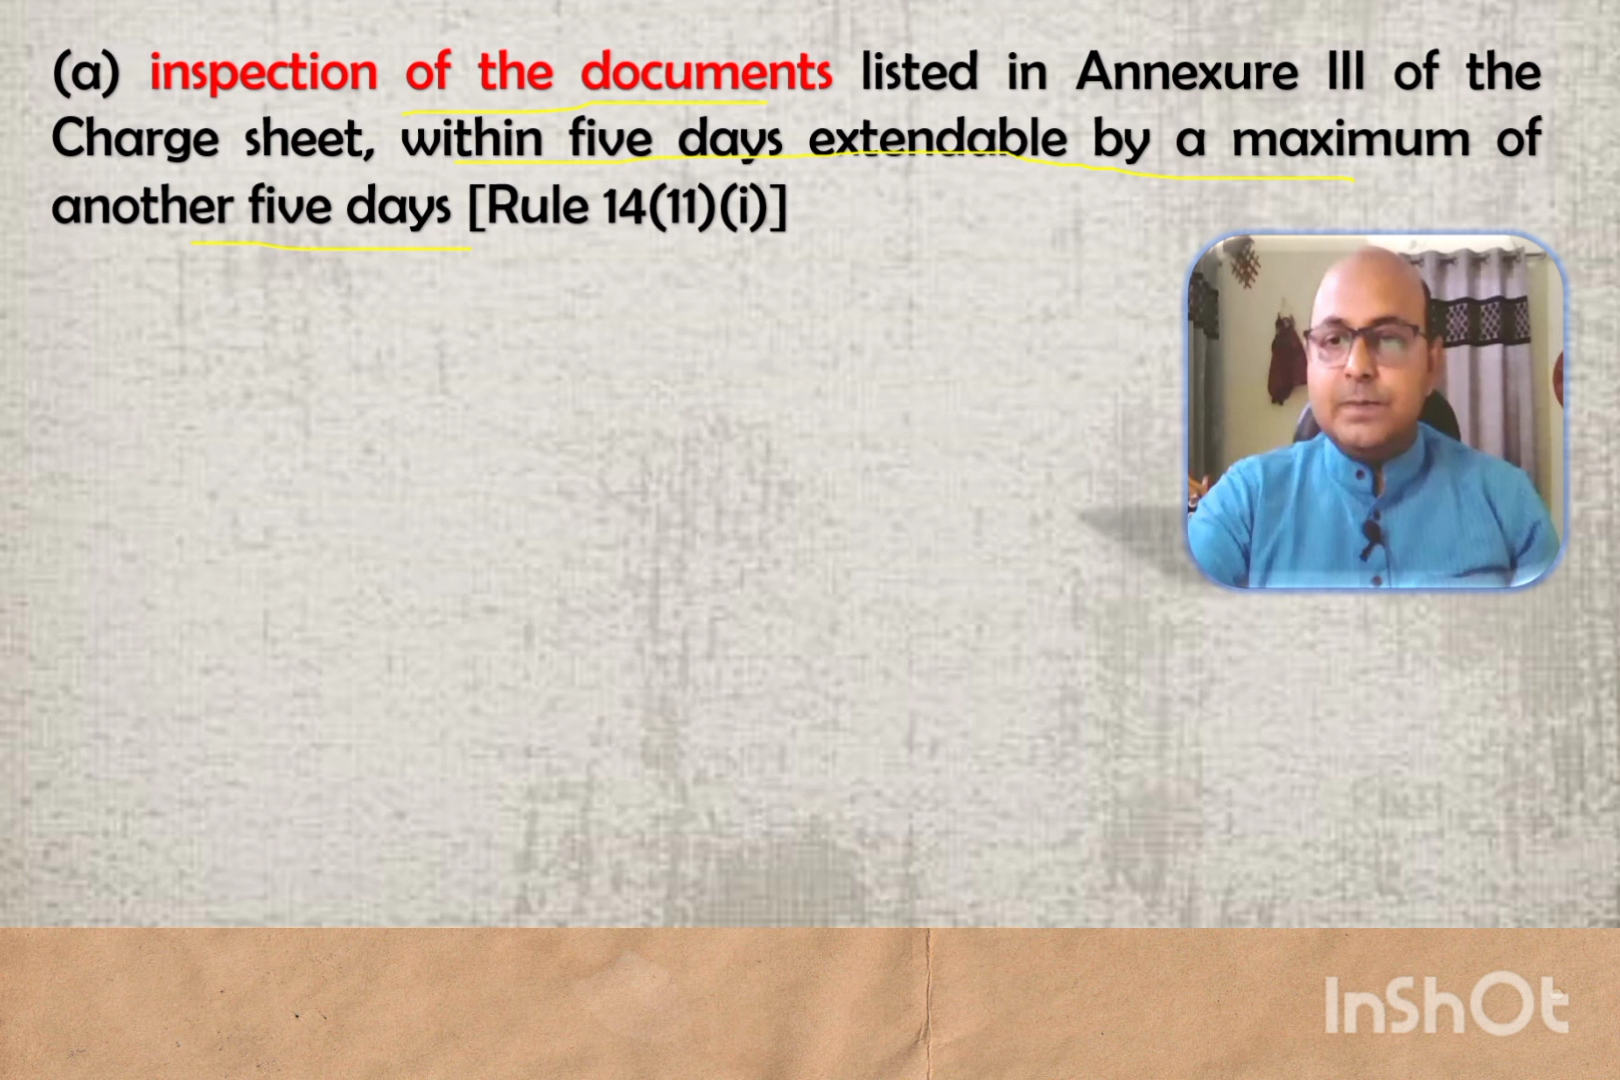 (a) inspection of the documents listed in Annexure III of the
Charge sheet, within five days extendable by a maximum of
another five days [Rule 14(11)(i)]
InShOt